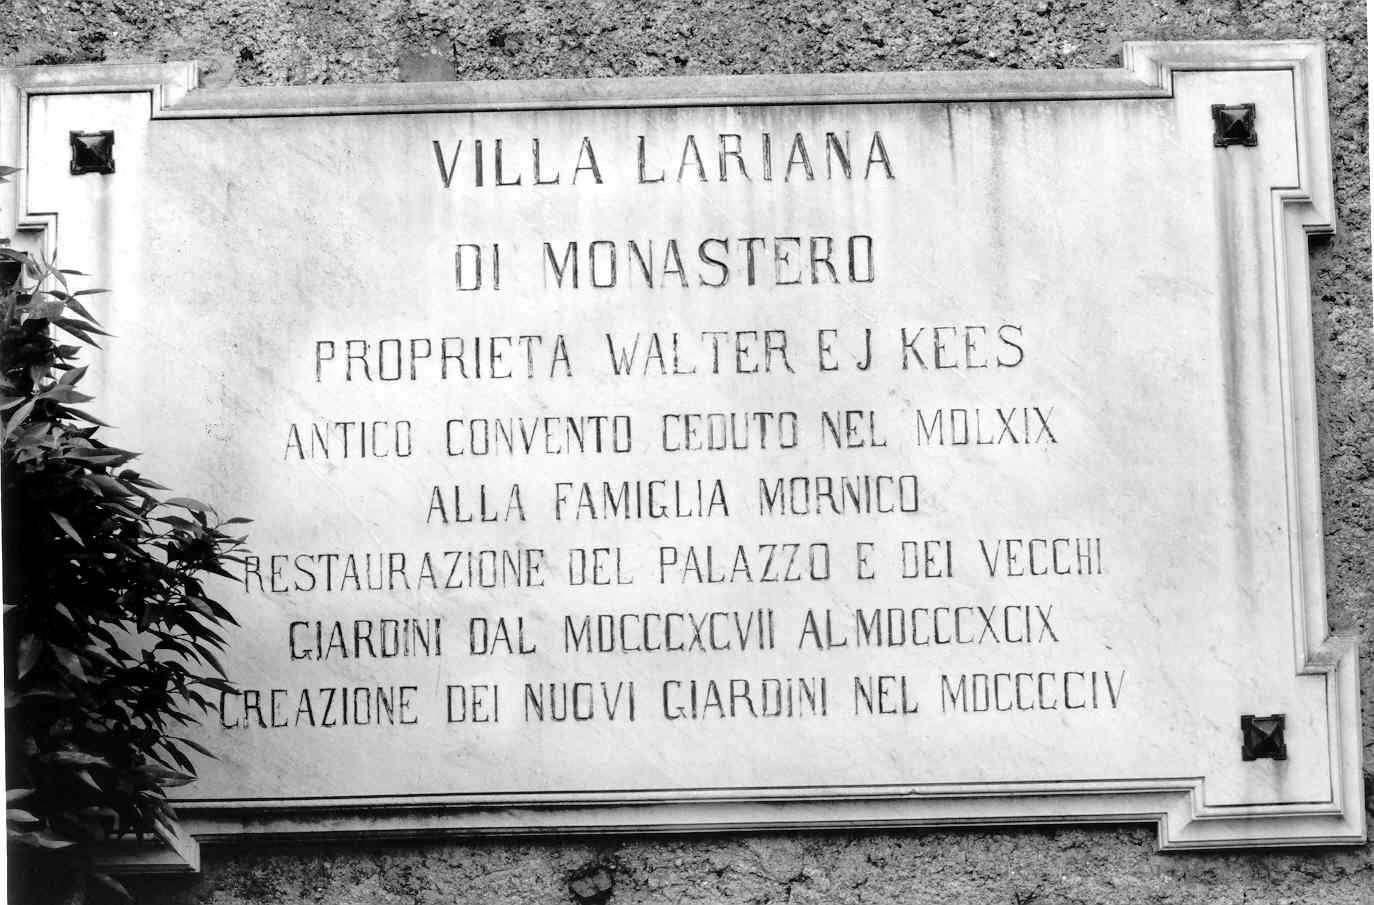 VILLA LARIANA
DI MONASTERO
PROPRIETA WALTER E J KEES
ANTICO CONVENTO CEDUTO NEL MDLXIX
ALLA FAMIGLIA MORNICO
RESTAURAZIONE DEL PALAZZO E DEI VECCHI
GIARDINI DAL MDCCCXCVII AL MDCCCXCIX
CREAZIONE DEI NUOVI GIARDINI NEL MDCCCCIV